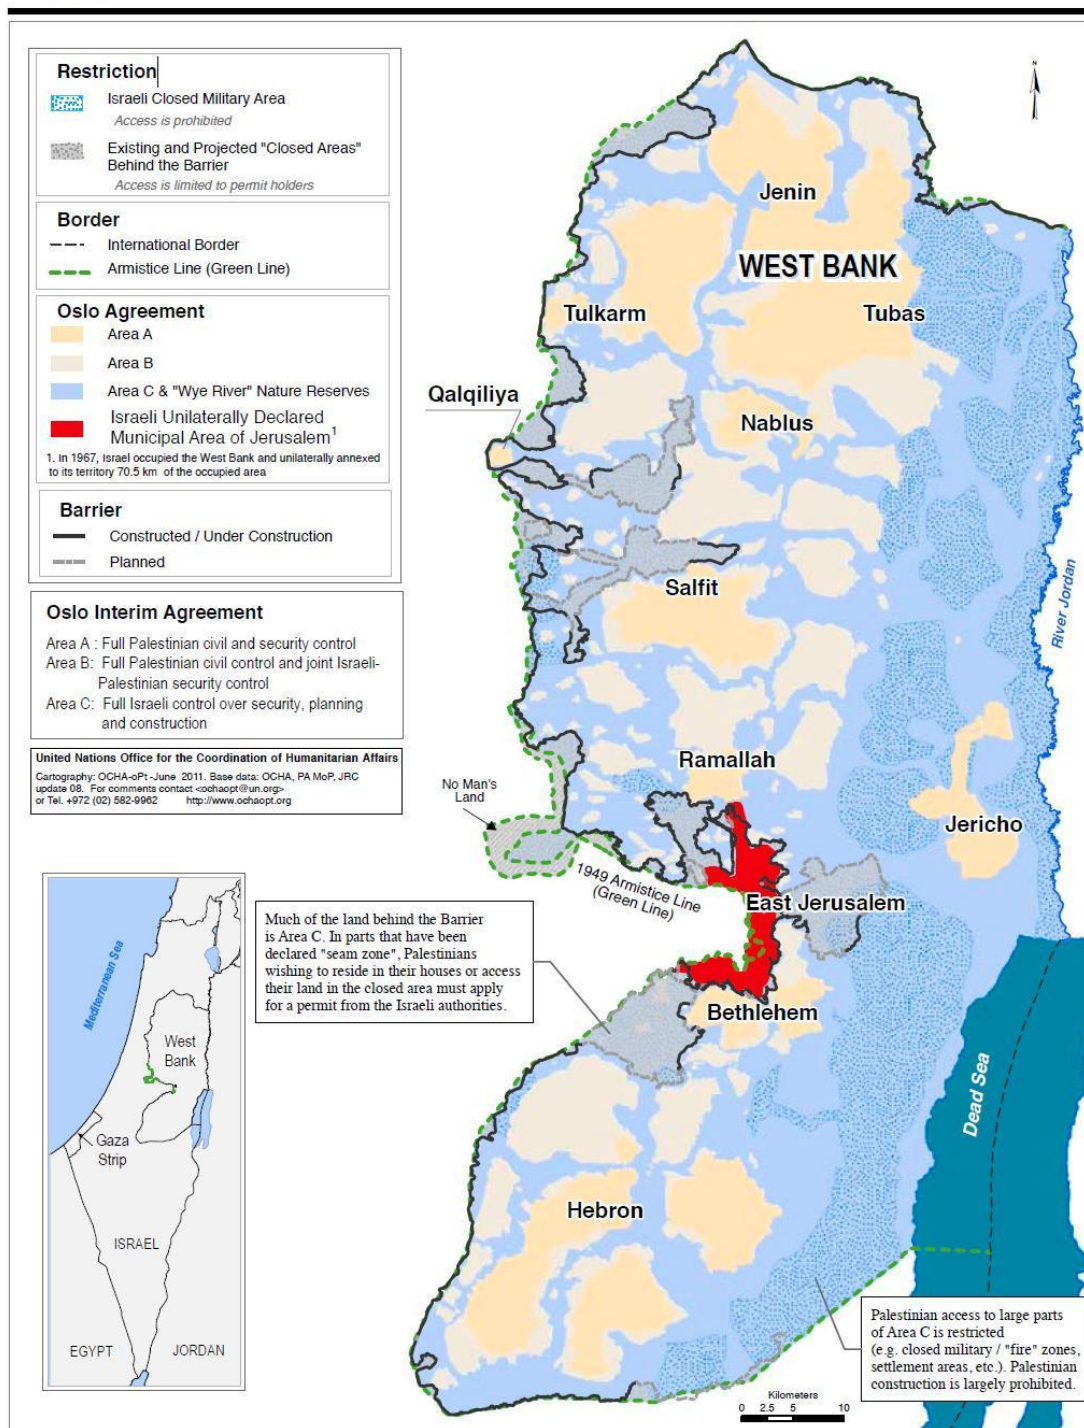 Restriction
Israeli Closed Military Area
Access is prohibited
Existing and Projected "Closed Areas"
Behind the Barrier
Access is limited to permit holders
Border
International Border
Armistice Line (Green Line)
Oslo Agreement
Area A
Area B
Area C & "Wye River" Nature Reserves
Israeli Unilaterally Declared
Municipal Area of Jerusalem1
1. In 1967, Israel occupied the West Bank and unilaterally annexed
to its territory 70.5 km of the occupied area
Barrier
Constructed / Under Construction
Planned
Oslo Interim Agreement
Area A : Full Palestinian civil and security control
Area B: Full Palestinian civil control and joint Israeli-
Palestinian security control
Area C: Full Israeli control over security, planning
and construction
United Nations Office for the Coordination of Humanitarian Affairs
Cartography: OCHA-oPt -June 2011. Base data: OCHA, PA MoP, JRC
update 08. For comments contact <ochaopt@un.org>
or Tel. +972 (02) 582-9962 http://www.ochaopt.org
N
Jenin
WEST BANK
Tulkarm
Tubas
Qalqiliya
Nablus
Salfit
River Jordan
Ramallah
No Man's
Land
Jericho
1949 Armistice Line
(Green Line)
East Jerusalem
Much of the land behind the Barrier
is Area C. In parts that have been
declared "seam zone", Palestinians
wishing to reside in their houses or access
their land in the closed area must apply
for a permit from the Israeli authorities.
Bethlehem
Dead Sea
Hebron
Mediterranean Sea
West
Bank
Gaza
Strip
ISRAEL
EGYPT
JORDAN
Palestinian access to large parts
of Area C is restricted
(e.g. closed military / "fire" zones,
settlement areas, etc.). Palestinian
construction is largely prohibited.
Kilometers
0 2.5 5 10